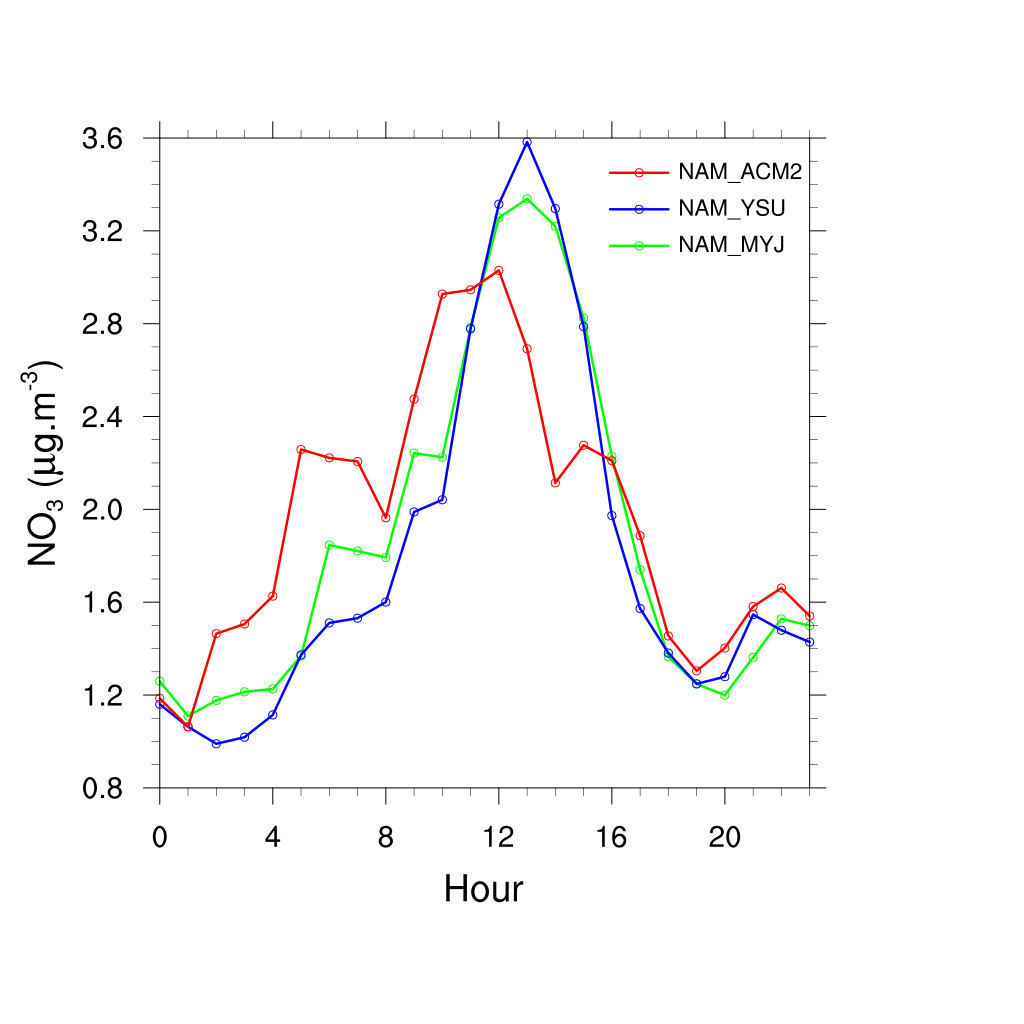 3.6
3.2
2.8
2.4
2.0
1.6
1.2
0.8
NO₃ (μg.m⁻³)
NAM_ACM2
NAM_YSU
NAM_MYJ
0 4 8 12 16 20
Hour